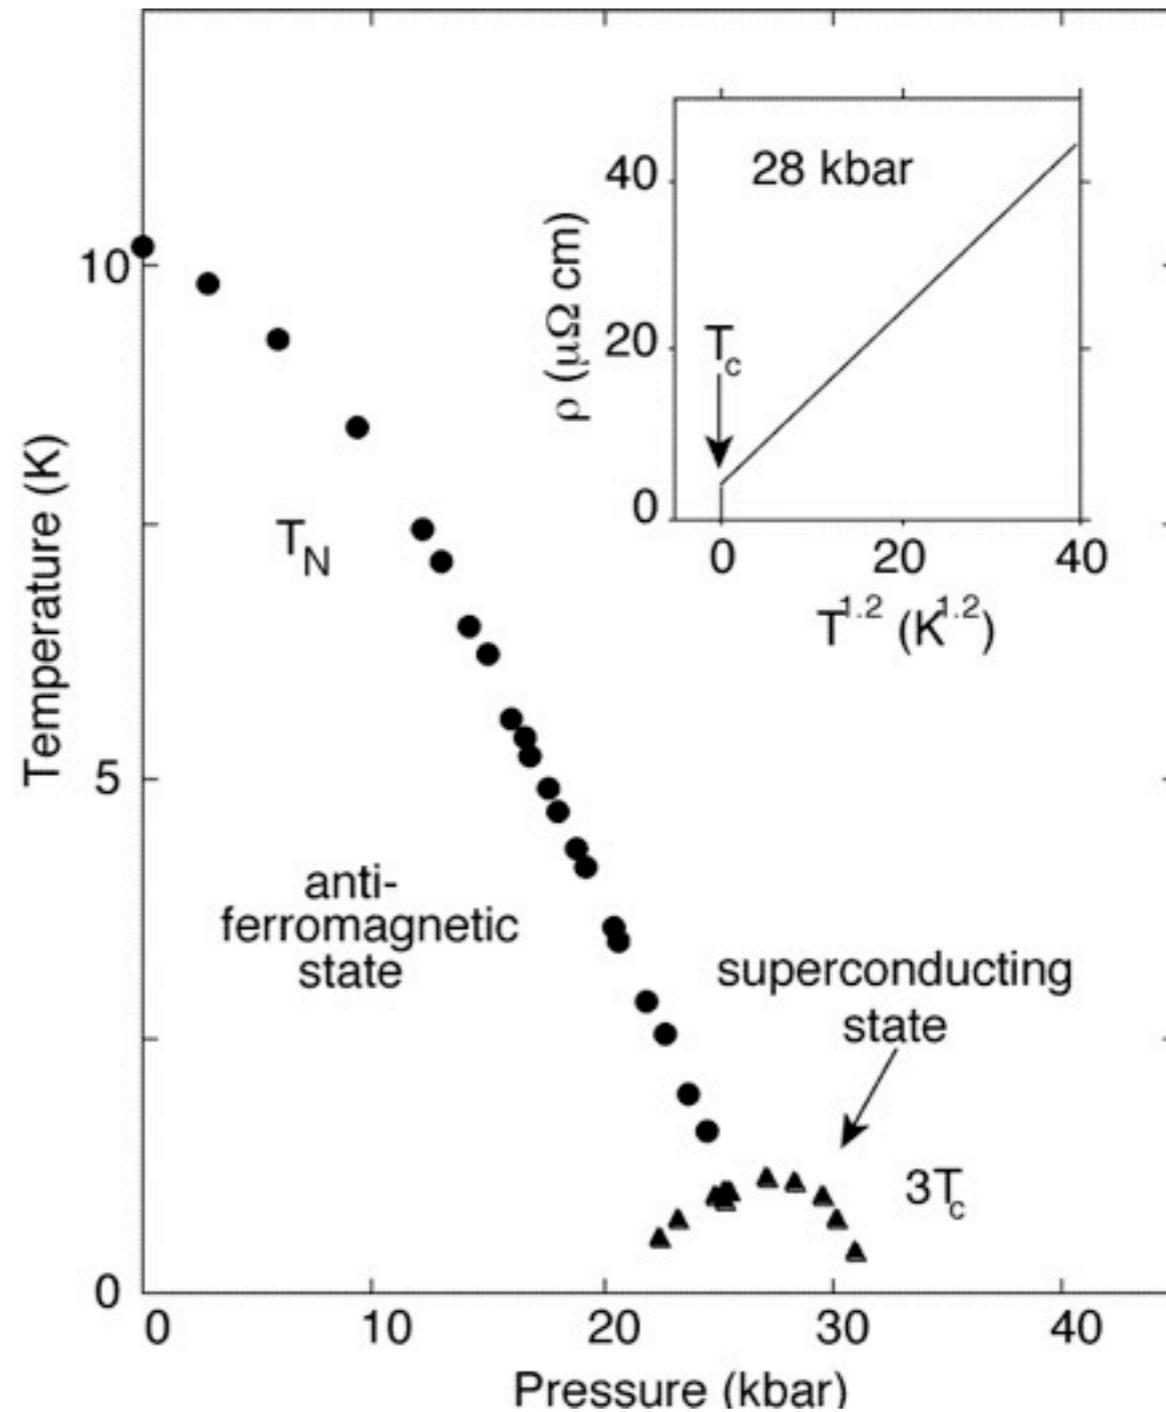 28 kbar
40
20
0
ρ (μΩ cm)
T_c
0 20 40
T^1.2 (K^1.2)
10
5
0
Temperature (K)
T_N
anti-
ferromagnetic
state
superconducting
state
3T_c
0 10 20 30 40
Pressure (kbar)